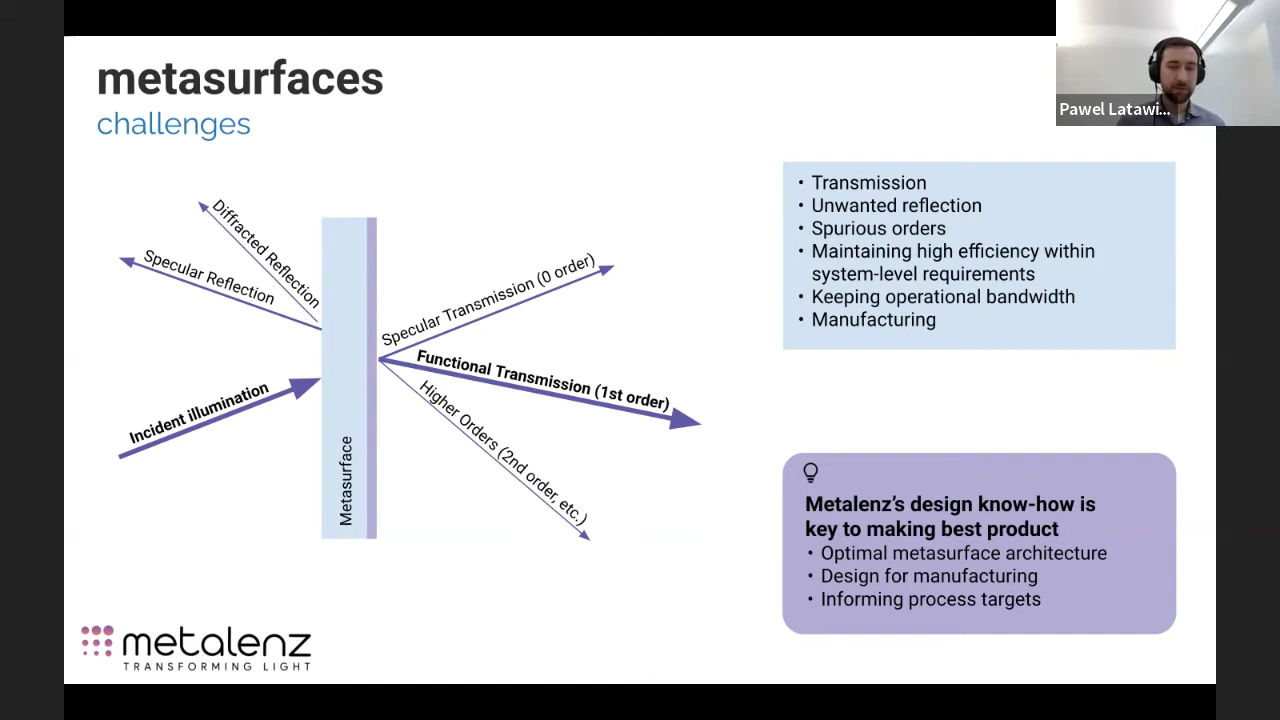 metasurfaces
challenges
Pawel Latawi...
Diffracted Reflection
Specular Reflection
Incident illumination
Metasurface
Specular Transmission (0 order)
Functional Transmission (1st order)
Higher Orders (2nd order, etc.)
• Transmission
• Unwanted reflection
• Spurious orders
• Maintaining high efficiency within
system-level requirements
• Keeping operational bandwidth
• Manufacturing
Metalenz's design know-how is
key to making best product
• Optimal metasurface architecture
• Design for manufacturing
• Informing process targets
metalenz
TRANSFORMING LIGHT